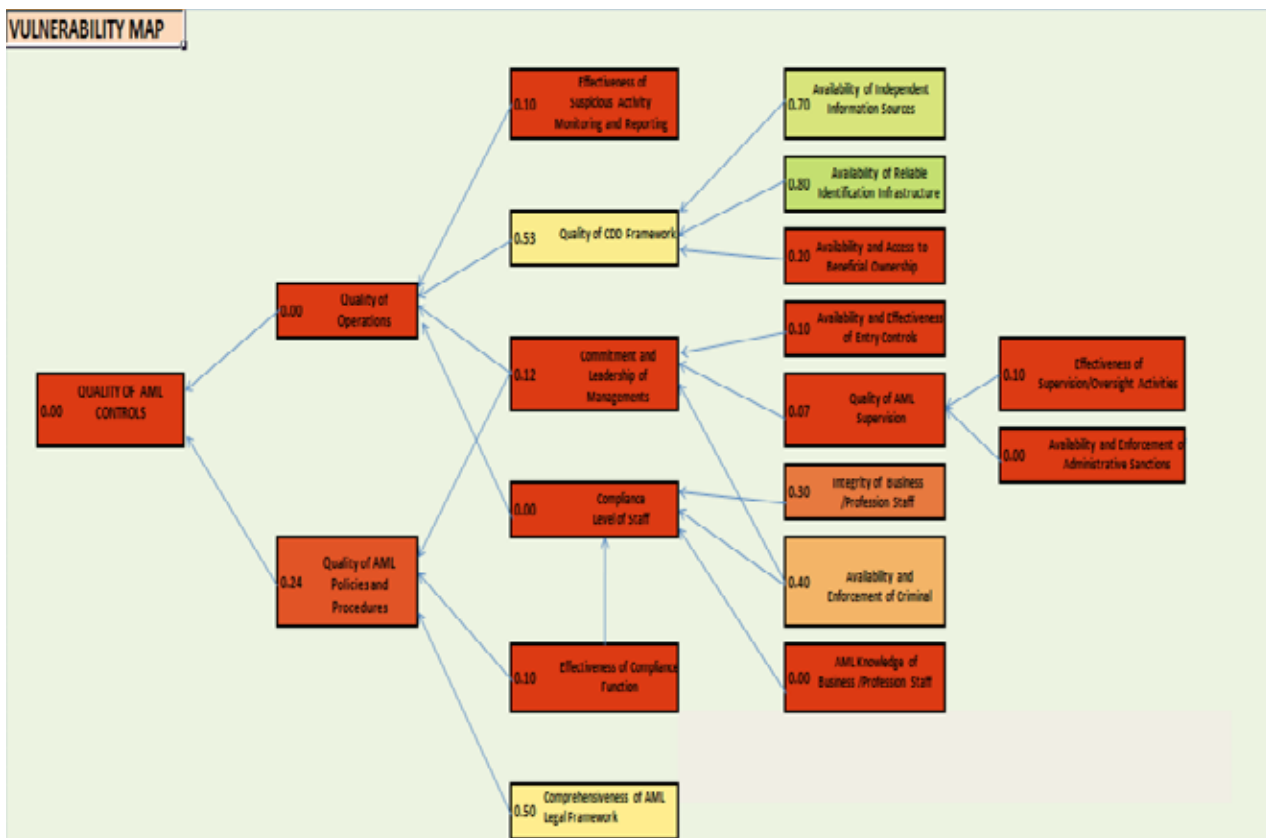 VULNERABILITY MAP
0.10
Effectiveness of
Suspicious Activity
Monitoring and Reporting
0.70
Availability of Independent
Information Sources
0.80
Availability of Reliable
Identification Infrastructure
0.53
Quality of CDD Framework
0.20
Availability and Access to
Beneficial Ownership
0.00
Quality of
Operations
0.10
Availability and Effectiveness
of Entry Controls
0.12
Commitment and
Leadership of
Managements
0.07
Quality of AML
Supervision
0.10
Effectiveness of
Supervision/Oversight Activities
0.00
QUALITY OF AML
CONTROLS
0.00
Availability and Enforcement o
Administrative Sanctions
0.30
Integrity of Business
/Profession Staff
0.00
Compliance
Level of Staff
0.24
Quality of AML
Policies and
Procedures
0.40
Availability and
Enforcement of Criminal
0.10
Effectiveness of Compliance
Function
0.00
AML Knowledge of
Business /Profession Staff
0.50
Comprehensiveness of AML
Legal Framework